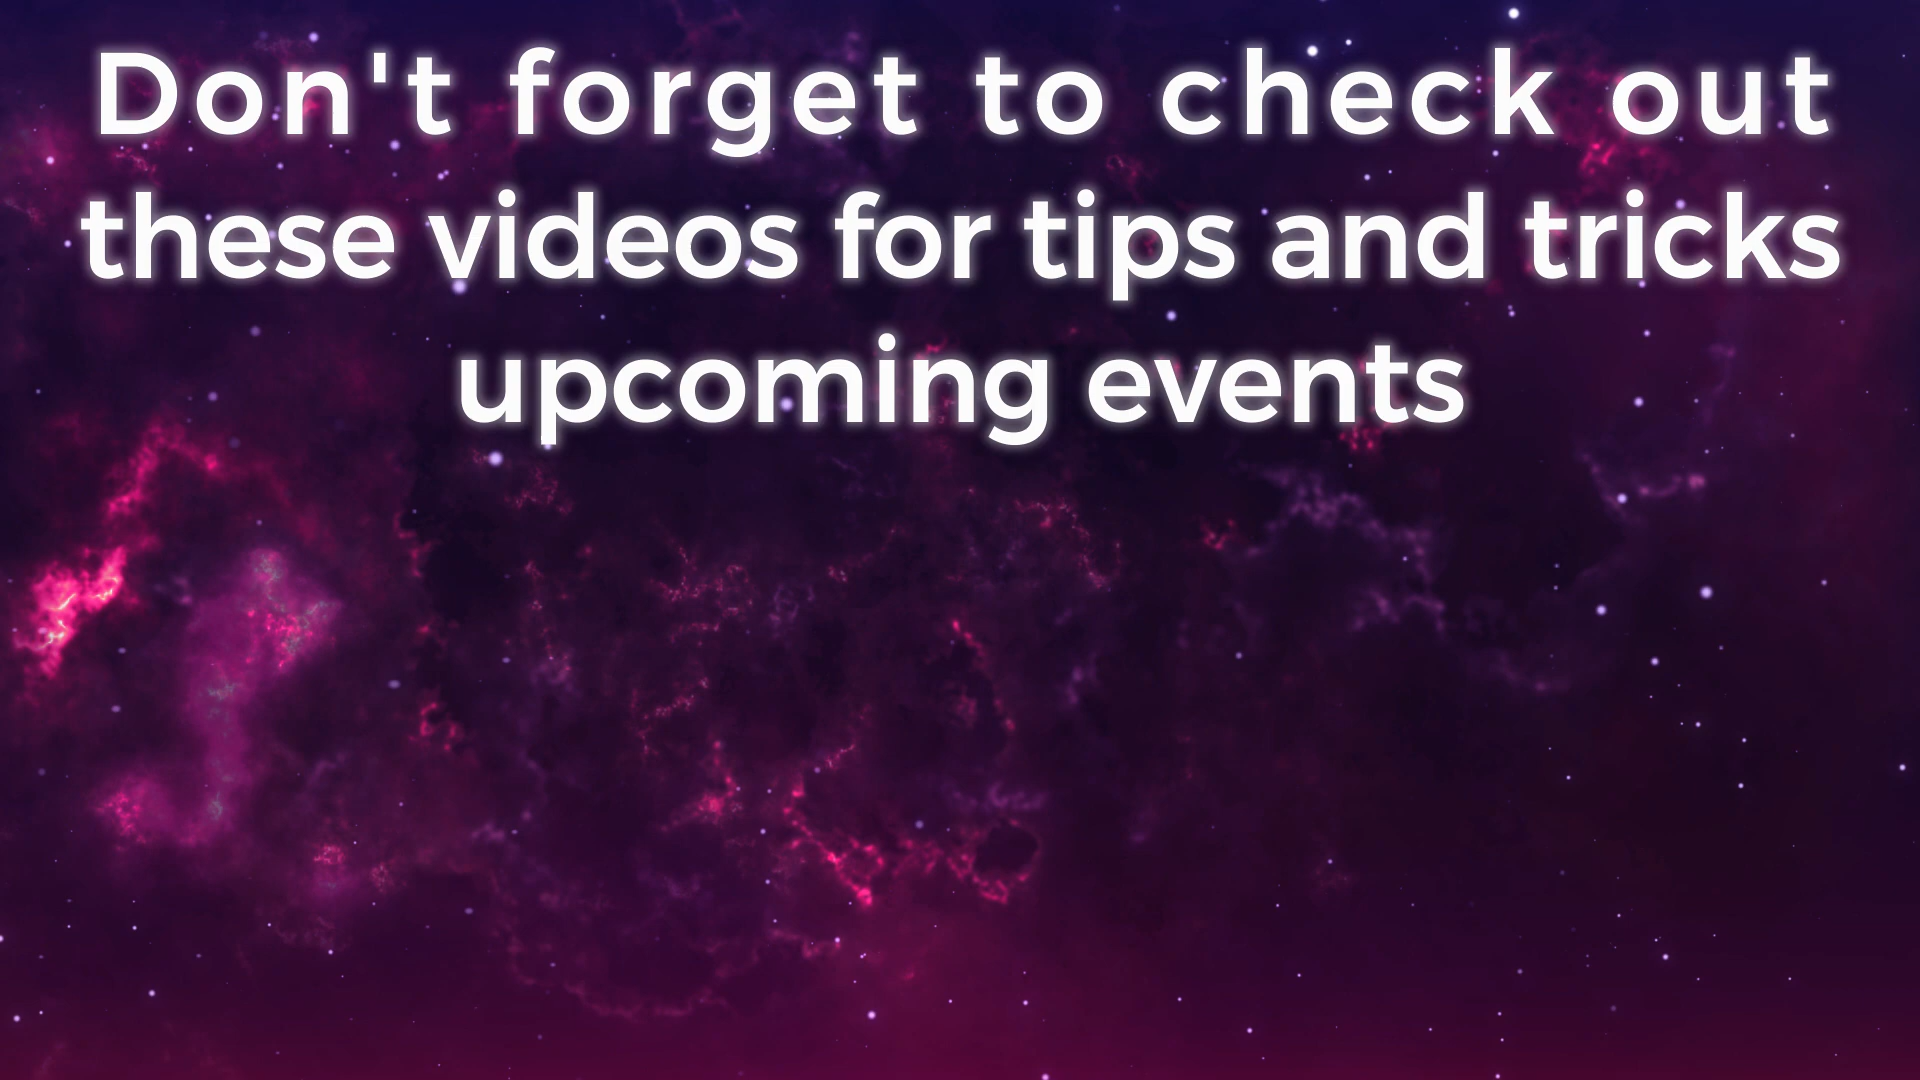 Don't forget to check out
these videos for tips and tricks
upcoming events